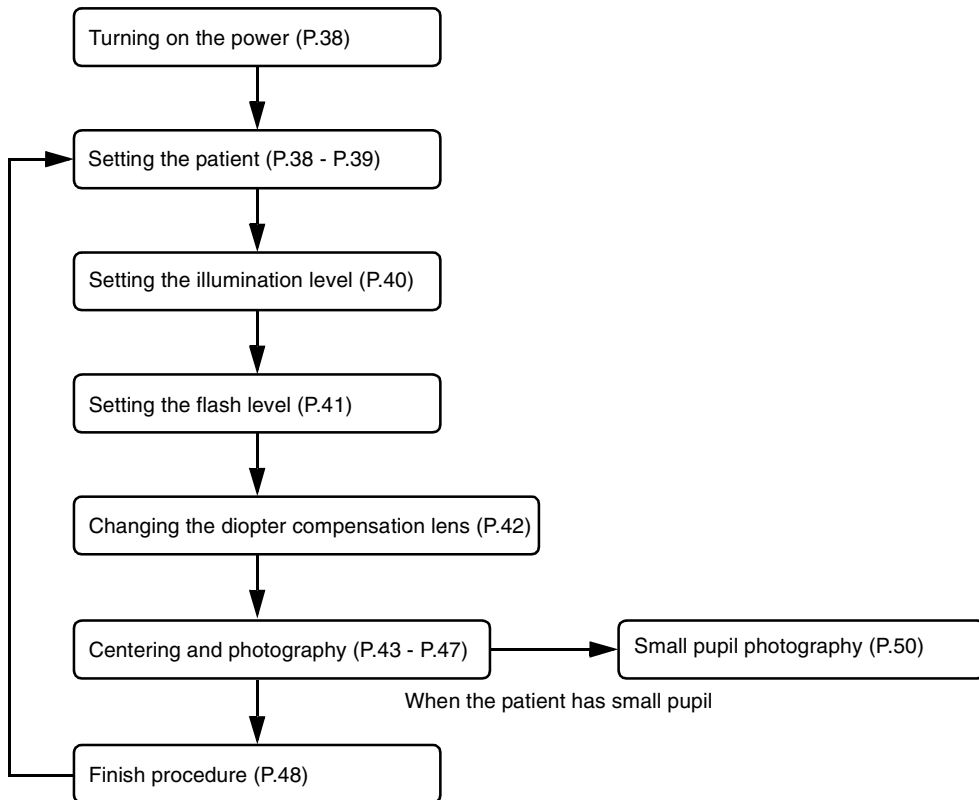 Turning on the power (P.38)
Setting the patient (P.38 - P.39)
Setting the illumination level (P.40)
Setting the flash level (P.41)
Changing the diopter compensation lens (P.42)
Centering and photography (P.43 - P.47)
Small pupil photography (P.50)
When the patient has small pupil
Finish procedure (P.48)